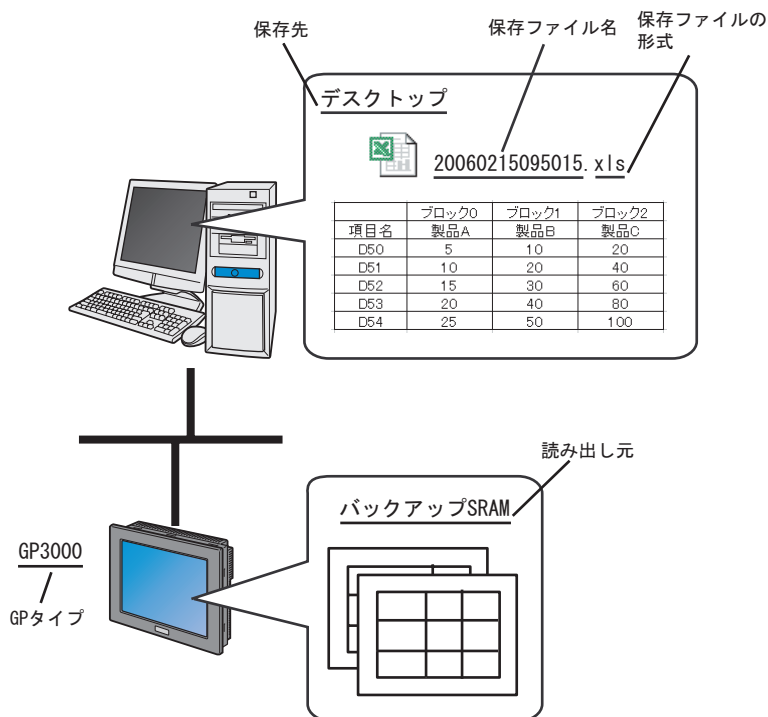 保存先
保存ファイル名
保存ファイルの
形式
デスクトップ
20060215095015.xls
ブロック0 ブロック1 ブロック2
項目名 製品A 製品B 製品C
D50 5 10 20
D51 10 20 40
D52 15 30 60
D53 20 40 80
D54 25 50 100
読み出し元
バックアップSRAM
GP3000
GPタイプ